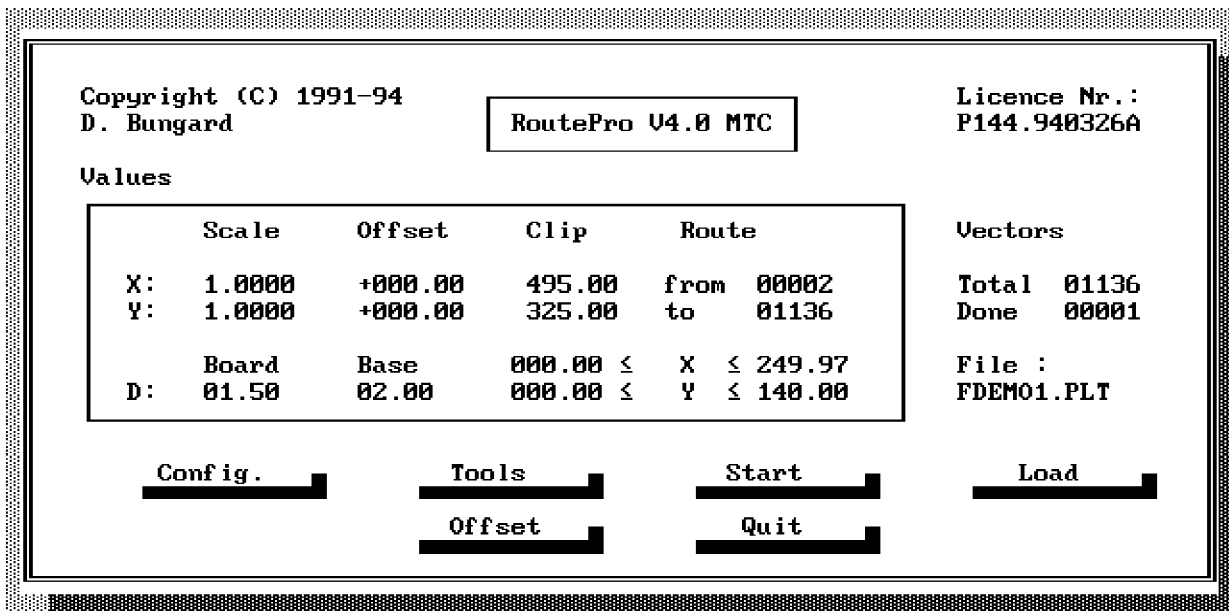 Copyright (C) 1991-94
D. Bungard
RoutePro V4.0 MTC
Licence Nr.:
P144.940326A
Values
Scale Offset Clip Route
X: 1.0000 +000.00 495.00 from 00002
Y: 1.0000 +000.00 325.00 to 01136
Board Base 000.00 ≤ X ≤ 249.97
D: 01.50 02.00 000.00 ≤ Y ≤ 140.00
Vectors
Total 01136
Done 00001
File :
FDEMO1.PLT
Config. Tools Start Load
Offset Quit